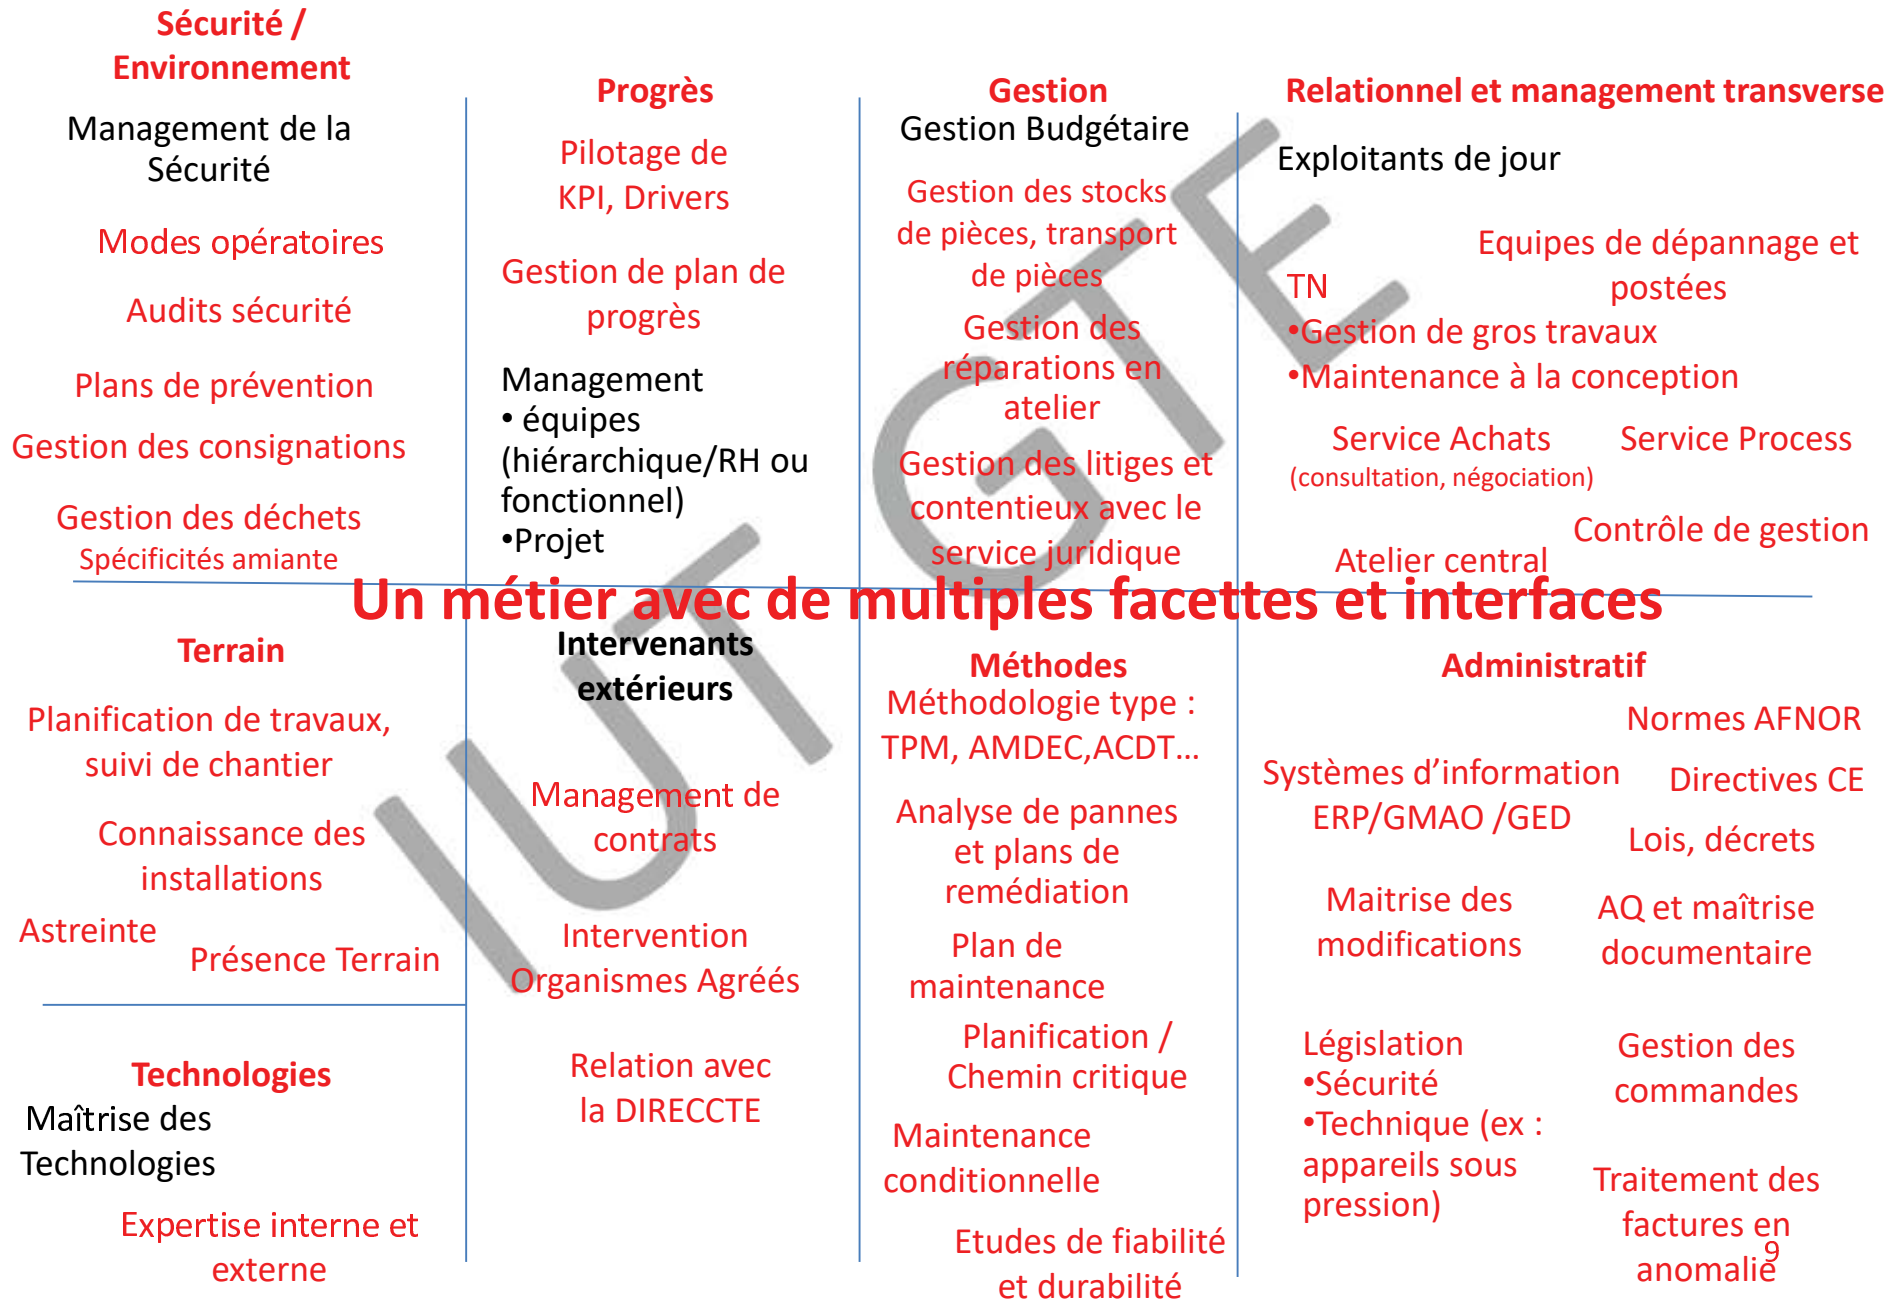 Sécurité /
Environnement
Management de la
Sécurité
Modes opératoires
Audits sécurité
Plans de prévention
Gestion des consignations
Gestion des déchets
Spécificités amiante
Progrès
Pilotage de
KPI, Drivers
Gestion de plan de
progrès
Management
• équipes
(hiérarchique/RH ou
fonctionnel)
•Projet
Gestion
Gestion Budgétaire
Gestion des stocks
de pièces, transport
de pièces
Gestion des
réparations en
atelier
Gestion des litiges et
contentieux avec le
service juridique
Relationnel et management transverse
Exploitants de jour
Equipes de dépannage et
postées
TN
•Gestion de gros travaux
•Maintenance à la conception
Service Achats
(consultation, négociation)
Service Process
Contrôle de gestion
Atelier central
Un métier avec de multiples facettes et interfaces
Terrain
Planification de travaux,
suivi de chantier
Connaissance des
installations
Astreinte
Présence Terrain
Technologies
Maîtrise des
Technologies
Expertise interne et
externe
Intervenants
extérieurs
Management de
contrats
Intervention
Organismes Agréés
Relation avec
la DIRECCTE
Méthodes
Méthodologie type :
TPM, AMDEC,ACDT...
Analyse de pannes
et plans de
remédiation
Plan de
maintenance
Planification /
Chemin critique
Maintenance
conditionnelle
Etudes de fiabilité
et durabilité
Administratif
Normes AFNOR
Systèmes d'information
ERP/GMAO /GED
Directives CE
Lois, décrets
Maitrise des
modifications
AQ et maîtrise
documentaire
Législation
•Sécurité
•Technique (ex :
appareils sous
pression)
Gestion des
commandes
Traitement des
factures en
anomalie
9
IUT GTE